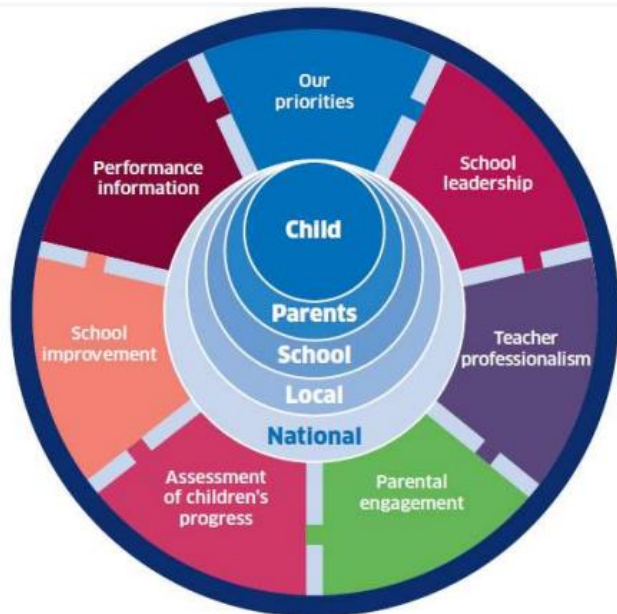 Our
priorities
School
leadership
Teacher
professionalism
Parental
engagement
Assessment
of children's
progress
School
improvement
Performance
information
Child
Parents
School
Local
National